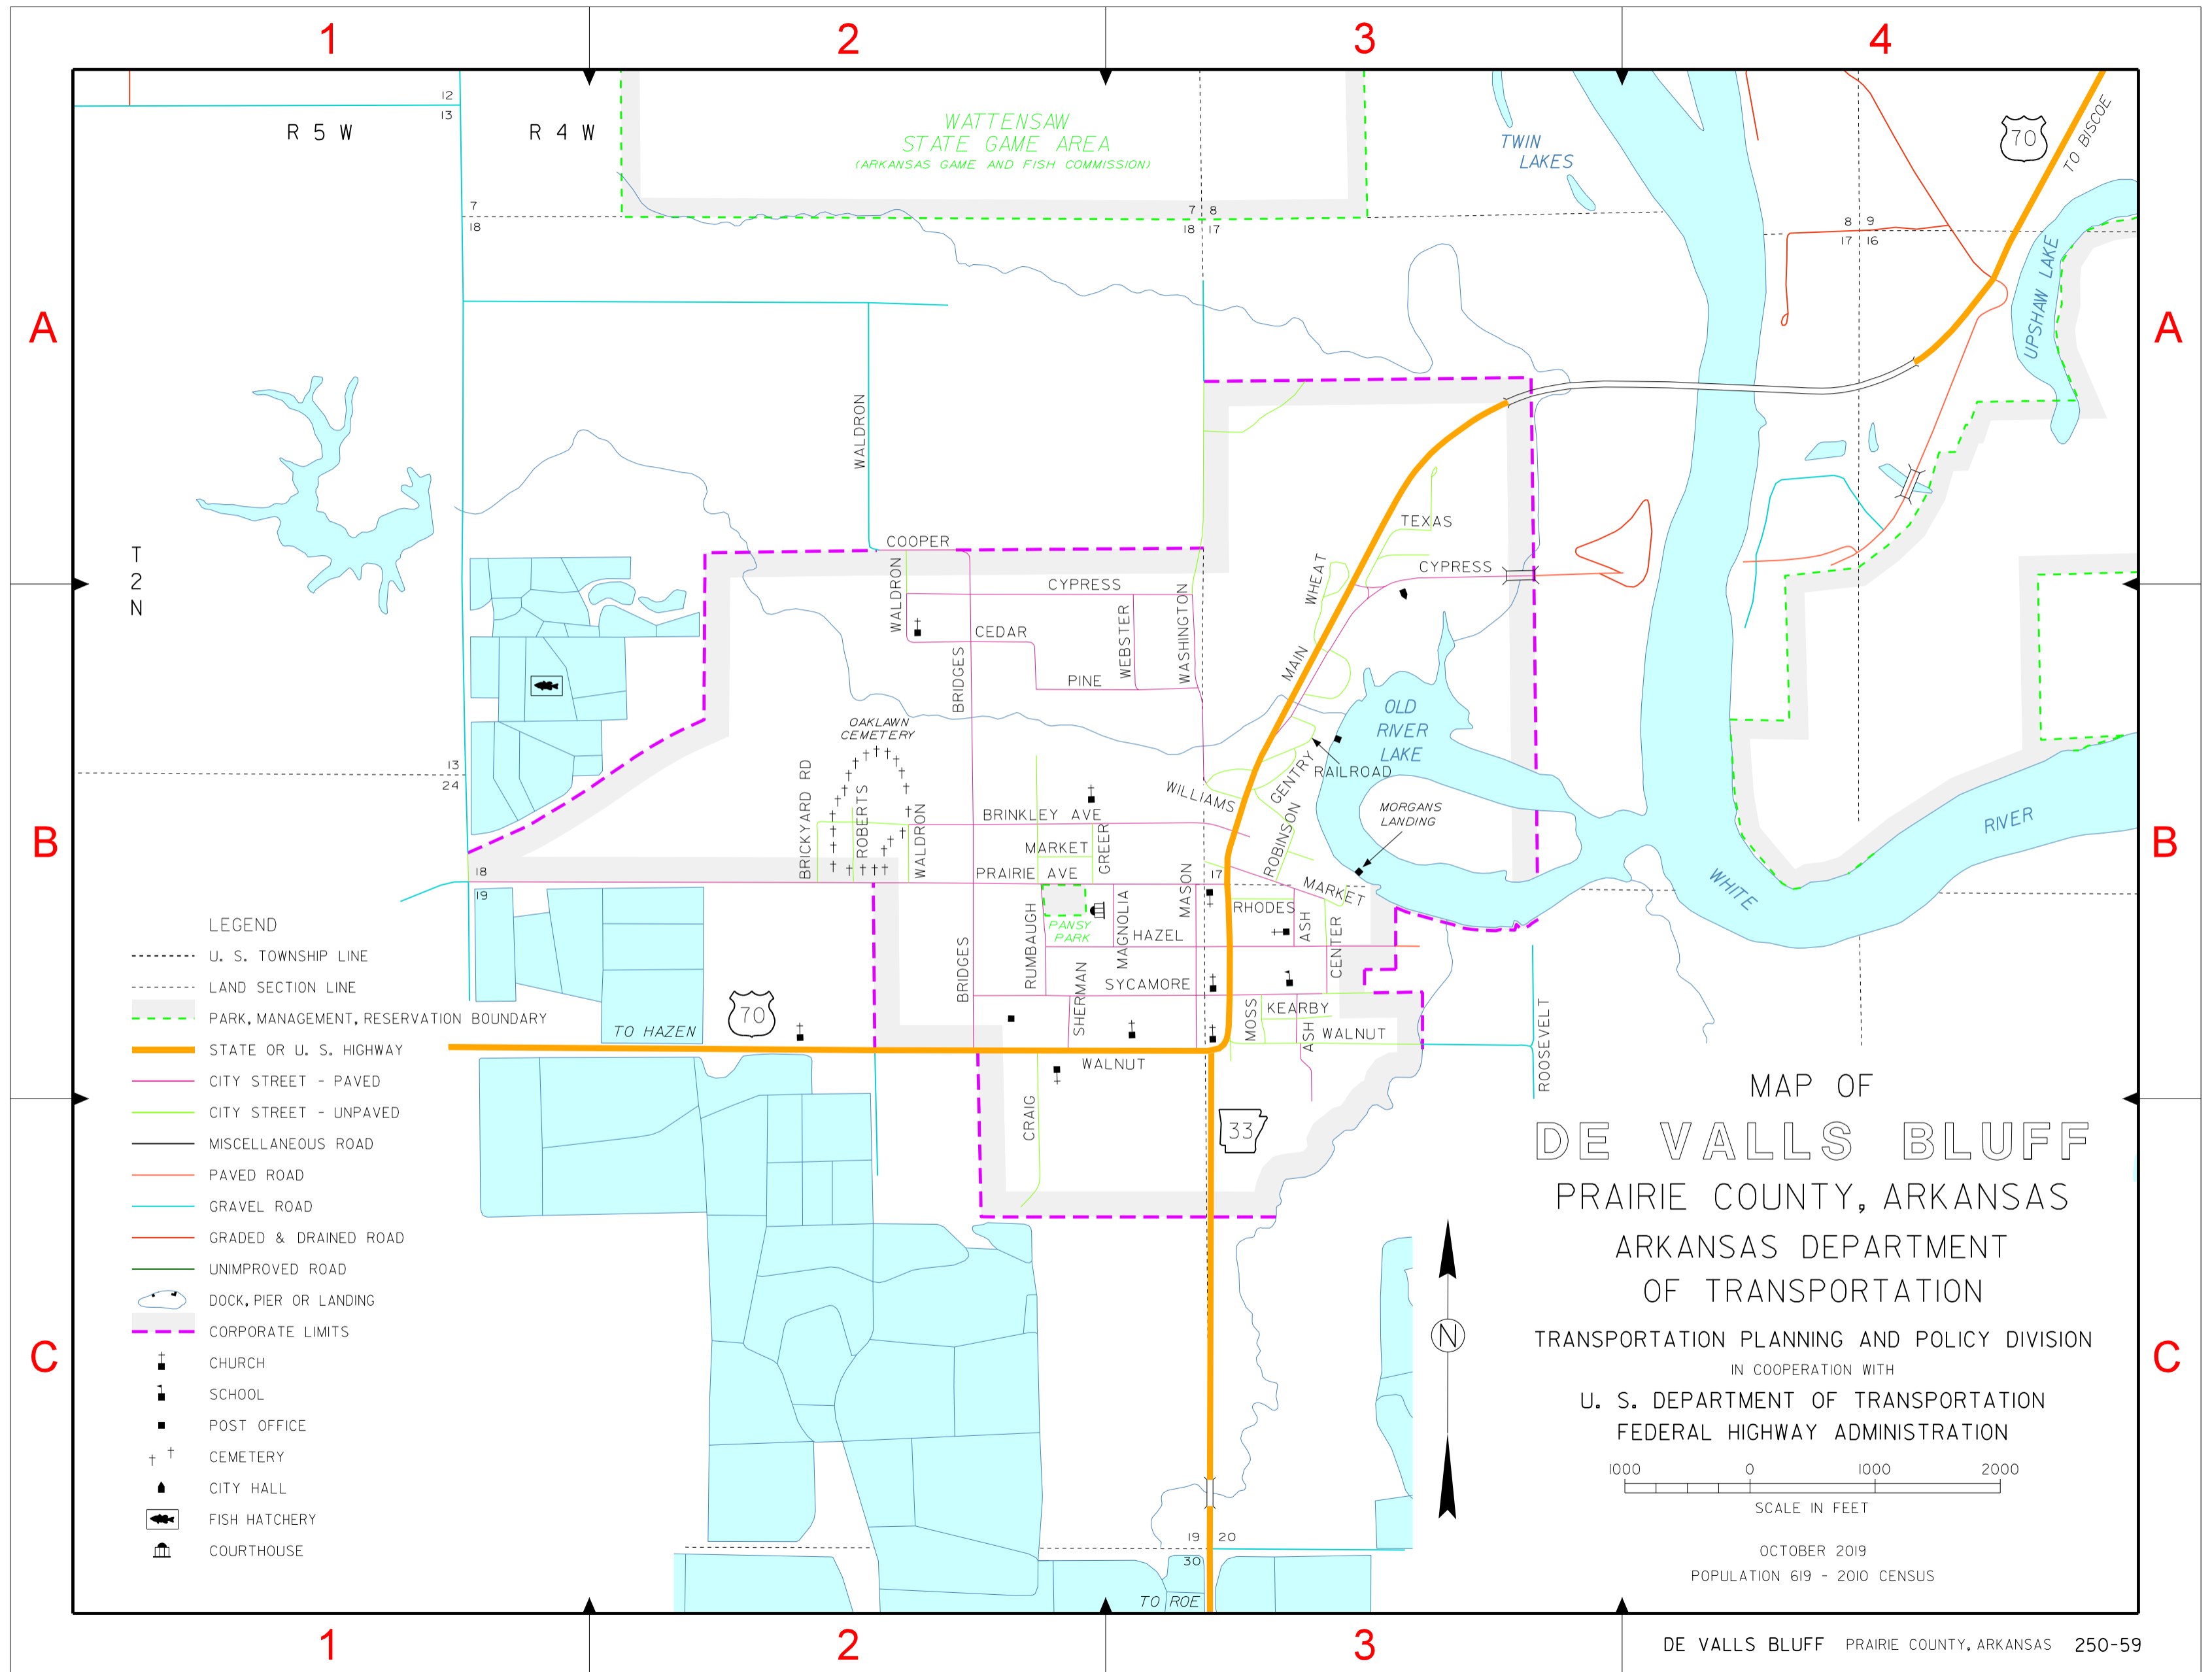 1
2
3
4
12
13
R 5 W
R 4 W
WATTENSAW
STATE GAME AREA
(ARKANSAS GAME AND FISH COMMISSION)
TWIN
LAKES
70
TO BISCOE
7
18
7
8
18
17
8
9
17
16
UPSHAW LAKE
A
A
WALDRON
T
2
N
COOPER
WALDRON
CYPRESS
CEDAR
WEBSTER
WASHINGTON
PINE
BRIDGES
TEXAS
CYPRESS
WHEAT
MAIN
OAKLAWN
CEMETERY
OLD
RIVER
LAKE
RAILROAD
GENTRY
WILLIAMS
ROBINSON
MORGANS
LANDING
13
24
BRICKYARD RD
ROBERTS
WALDRON
BRINKLEY AVE
MARKET
GREER
PRAIRIE AVE
B
B
RIVER
WHITE
18
19
17
MARKET
MASON
RHODES
ASH
CENTER
PANSY
PARK
RUMBAUGH
MAGNOLIA
HAZEL
BRIDGES
SHERMAN
SYCAMORE
MOSS
KEARBY
ASH
WALNUT
ROOSEVELT
70
TO HAZEN
WALNUT
CRAIG
33
LEGEND
U. S. TOWNSHIP LINE
LAND SECTION LINE
PARK, MANAGEMENT, RESERVATION BOUNDARY
STATE OR U. S. HIGHWAY
CITY STREET - PAVED
CITY STREET - UNPAVED
MISCELLANEOUS ROAD
PAVED ROAD
GRAVEL ROAD
GRADED & DRAINED ROAD
UNIMPROVED ROAD
DOCK, PIER OR LANDING
CORPORATE LIMITS
CHURCH
SCHOOL
POST OFFICE
CEMETERY
CITY HALL
FISH HATCHERY
COURTHOUSE
MAP OF
DE VALLS BLUFF
PRAIRIE COUNTY, ARKANSAS
ARKANSAS DEPARTMENT
OF TRANSPORTATION
TRANSPORTATION PLANNING AND POLICY DIVISION
IN COOPERATION WITH
U. S. DEPARTMENT OF TRANSPORTATION
FEDERAL HIGHWAY ADMINISTRATION
N
1000 0 1000 2000
SCALE IN FEET
OCTOBER 2019
POPULATION 619 - 2010 CENSUS
C
C
19
20
30
TO ROE
1
2
3
DE VALLS BLUFF PRAIRIE COUNTY, ARKANSAS 250-59